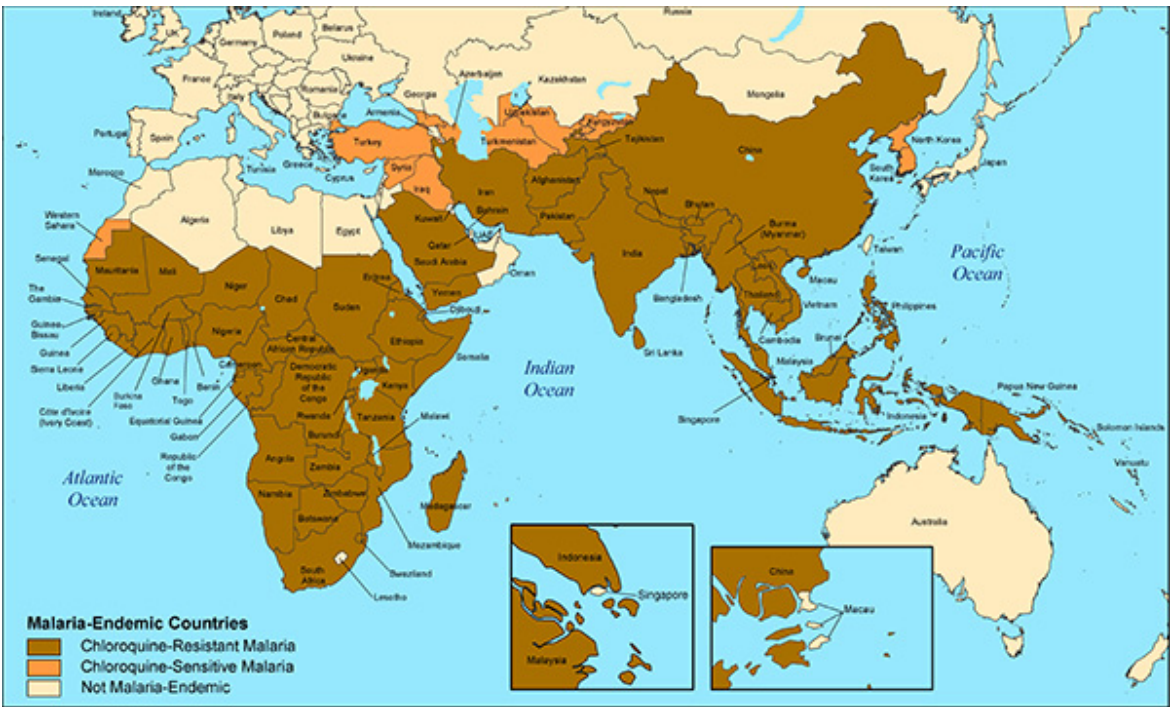 Ireland
UK
Germany
Poland
Belarus
Russia
France
Ukraine
Romania
Italy
Bulgaria
Portugal
Spain
Greece
Georgia
Azerbaijan
Armenia
Kazakhstan
Mongolia
Uzbekistan
Kyrgyzstan
Turkmenistan
Tajikistan
Turkey
Syria
Iraq
Cyprus
Tunisia
Morocco
Algeria
Libya
Egypt
Western
Sahara
Iran
Afghanistan
Pakistan
Kuwait
Bahrain
Qatar
UAE
Saudi Arabia
Oman
Yemen
China
Nepal
Bhutan
India
Bangladesh
Burma
(Myanmar)
Laos
Thailand
Vietnam
Cambodia
Macau
Taiwan
North Korea
South
Korea
Japan
Pacific
Ocean
Philippines
Malaysia
Brunei
Singapore
Indonesia
Sri Lanka
Papua New Guinea
Solomon Islands
Vanuatu
Australia
Indian
Ocean
Senegal
The
Gambia
Guinea
Bissau
Guinea
Sierra Leone
Liberia
Côte d'Ivoire
(Ivory Coast)
Burkina
Faso
Ghana
Togo
Benin
Mauritania
Mali
Niger
Chad
Sudan
Eritrea
Djibouti
Somalia
Ethiopia
Nigeria
Cameroon
Central
African Republic
Equatorial Guinea
Gabon
Republic
of the
Congo
Democratic
Republic
of the
Congo
Uganda
Kenya
Rwanda
Burundi
Tanzania
Malawi
Angola
Zambia
Zimbabwe
Namibia
Botswana
Mozambique
Madagascar
Swaziland
South
Africa
Lesotho
Atlantic
Ocean
Indonesia
Singapore
Malaysia
China
Macau
Malaria-Endemic Countries
Chloroquine-Resistant Malaria
Chloroquine-Sensitive Malaria
Not Malaria-Endemic